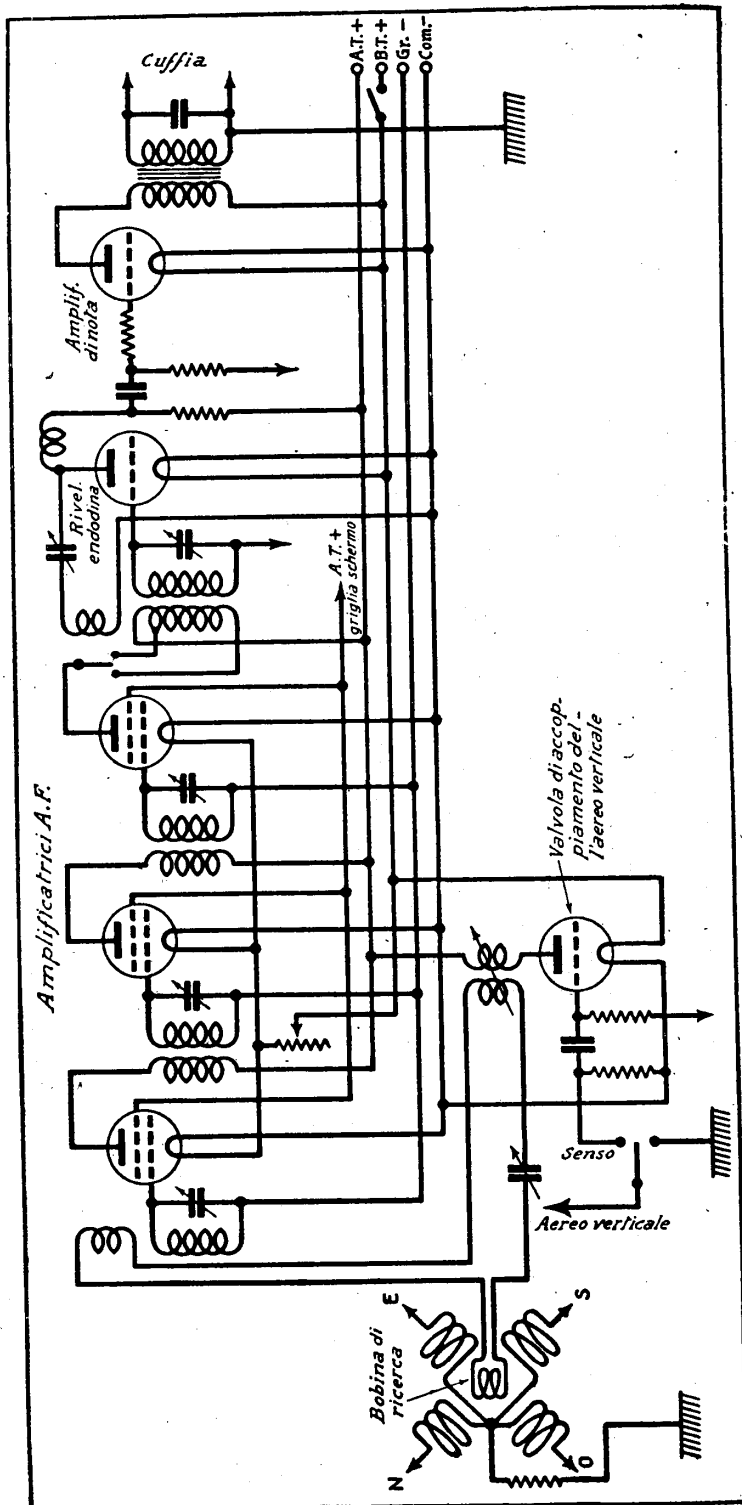 Cuffia
A.T.+
B.T.+
Gr.-
Com.-
Amplif.
di nota
Rivel.
endodina
A.T.+
griglia schermo
Amplificatrici A.F.
Valvola di accop-
piamento del-
l'aereo verticale
Senso
Aereo verticale
Bobina di
ricerca
N
E
S
O